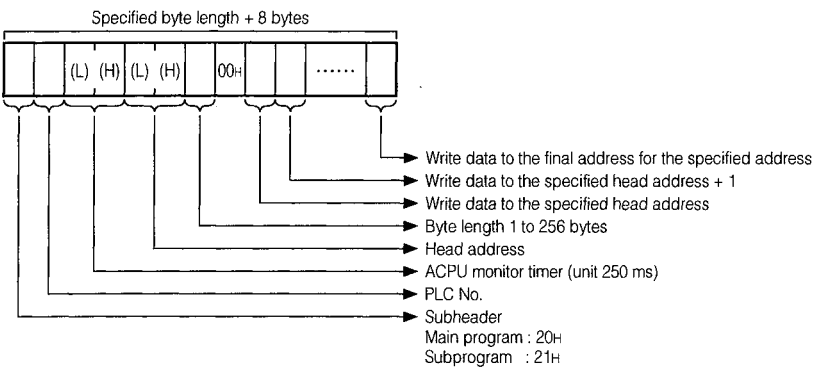 Specified byte length + 8 bytes
(L) (H) (L) (H) 00H ······
Write data to the final address for the specified address
Write data to the specified head address + 1
Write data to the specified head address
Byte length 1 to 256 bytes
Head address
ACPU monitor timer (unit 250 ms)
PLC No.
Subheader
Main program : 20H
Subprogram : 21H